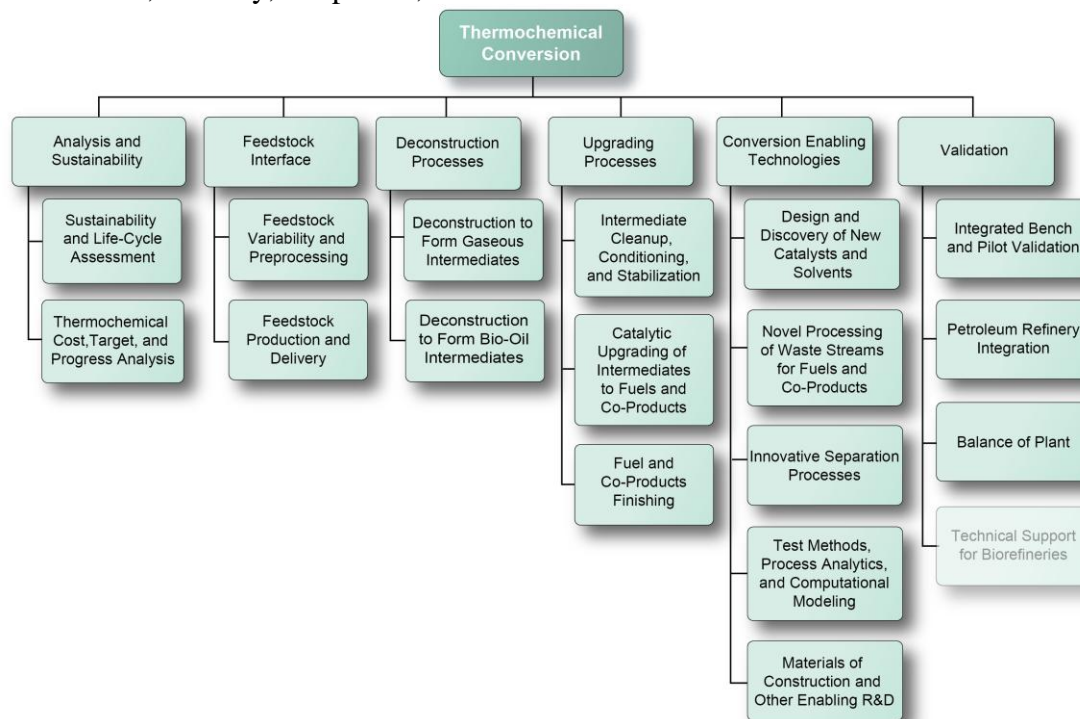 Thermochemical
Conversion
Analysis and
Sustainability
Sustainability
and Life-Cycle
Assessment
Thermochemical
Cost,Target, and
Progress Analysis
Feedstock
Interface
Feedstock
Variability and
Preprocessing
Feedstock
Production and
Delivery
Deconstruction
Processes
Deconstruction to
Form Gaseous
Intermediates
Deconstruction
to Form Bio-Oil
Intermediates
Upgrading
Processes
Intermediate
Cleanup,
Conditioning,
and Stabilization
Catalytic
Upgrading of
Intermediates
to Fuels and
Co-Products
Fuel and
Co-Products
Finishing
Conversion Enabling
Technologies
Design and
Discovery of New
Catalysts and
Solvents
Novel Processing
of Waste Streams
for Fuels and
Co-Products
Innovative Separation
Processes
Test Methods,
Process Analytics,
and Computational
Modeling
Materials of
Construction and
Other Enabling R&D
Validation
Integrated Bench
and Pilot Validation
Petroleum Refinery
Integration
Balance of Plant
Technical Support
for Biorefineries